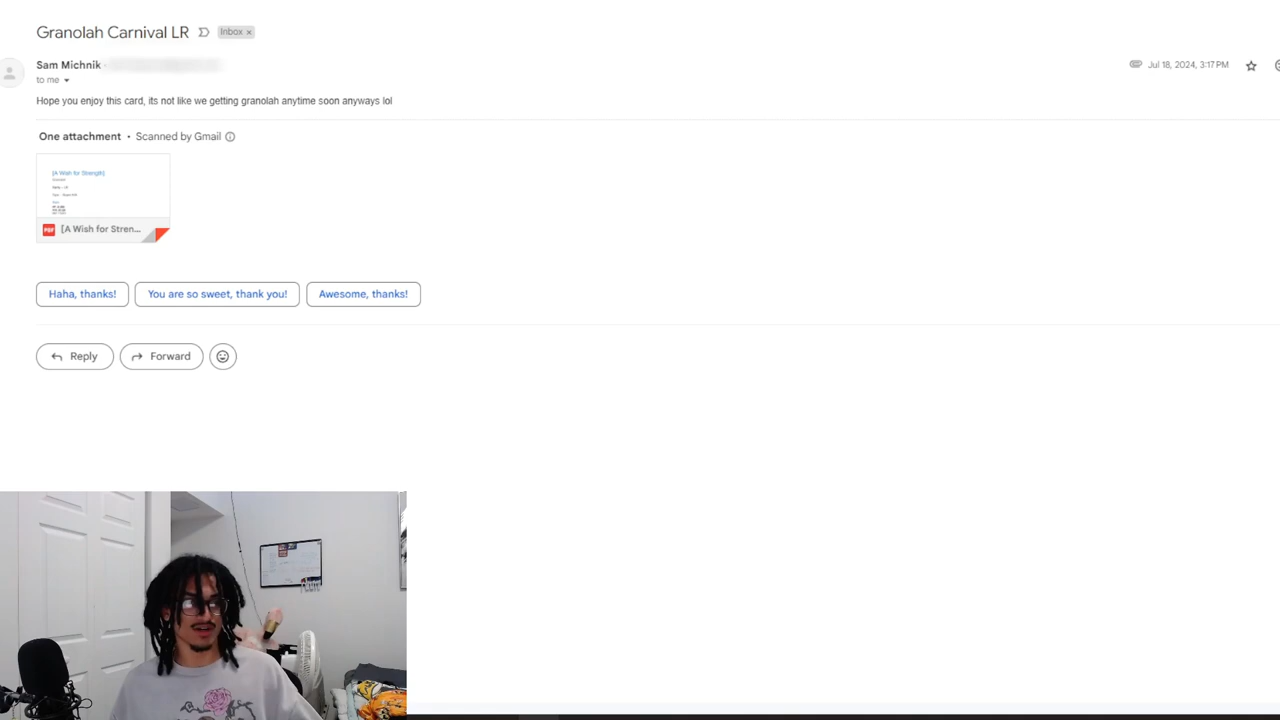 Granolah Carnival LR Inbox ×
Sam Michnik
Jul 18, 2024, 3:17 PM
to me
Hope you enjoy this card, its not like we getting granolah anytime soon anyways lol
One attachment • Scanned by Gmail
[A Wish for Strength]
PDF [A Wish for Stren...
Haha, thanks!
You are so sweet, thank you!
Awesome, thanks!
Reply
Forward